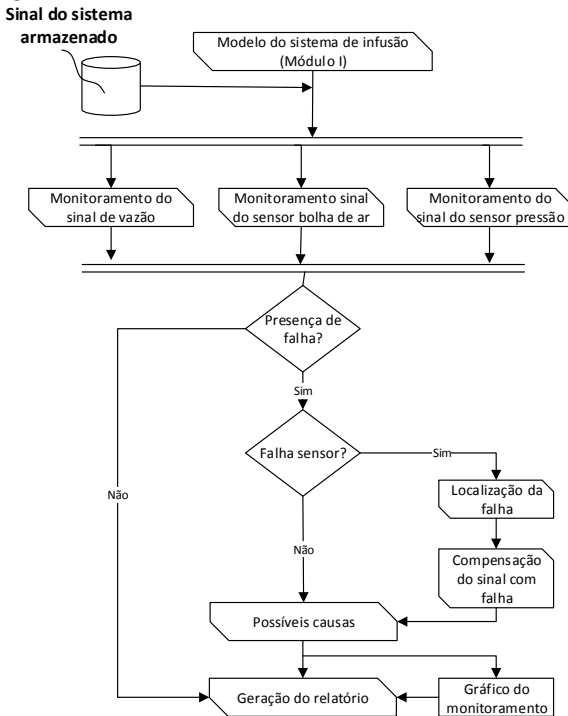 Sinal do sistema
armazenado
Modelo do sistema de infusão
(Módulo I)
Monitoramento do
sinal de vazão
Monitoramento sinal
do sensor bolha de ar
Monitoramento do
sinal do sensor pressão
Presença de
falha?
Sim
Falha sensor?
Sim
Localização da
falha
Não
Não
Compensação
do sinal com
falha
Possíveis causas
Geração do relatório
Gráfico do
monitoramento